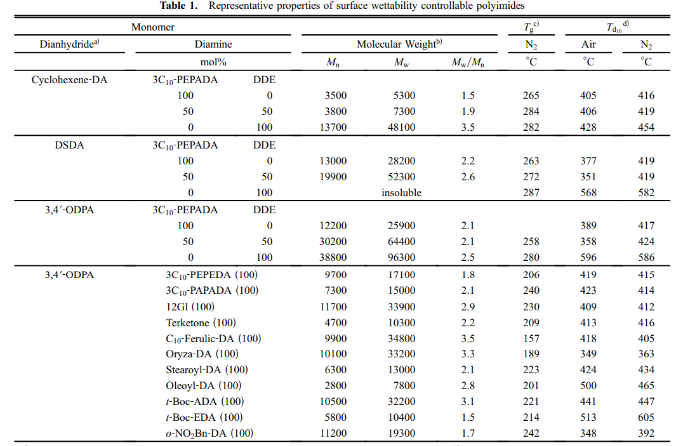 Table 1. Representative properties of surface wettability controllable polyimides
Monomer Tg c) Td10 d)
Dianhydride a) Diamine Molecular Weight b) N2 Air N2
mol% Mn Mw Mw/Mn °C °C °C
Cyclohexene-DA 3C10-PEPADA DDE
100 0 3500 5300 1.5 265 405 416
50 50 3800 7300 1.9 284 406 419
0 100 13700 48100 3.5 282 428 454
DSDA 3C10-PEPADA DDE
100 0 13000 28200 2.2 263 377 419
50 50 19900 52300 2.6 272 351 419
0 100 insoluble 287 568 582
3,4′-ODPA 3C10-PEPADA DDE
100 0 12200 25900 2.1 389 417
50 50 30200 64400 2.1 258 358 424
0 100 38800 96300 2.5 280 596 586
3,4′-ODPA 3C10-PEPEDA (100) 9700 17100 1.8 206 419 415
3C10-PAPADA (100) 7300 15000 2.1 240 423 414
12Gl (100) 11700 33900 2.9 230 409 412
Terketone (100) 4700 10300 2.2 209 413 416
C10-Ferulic-DA (100) 9900 34800 3.5 157 418 405
Oryza-DA (100) 10100 33200 3.3 189 349 363
Stearoyl-DA (100) 6300 13000 2.1 223 424 434
Oleoyl-DA (100) 2800 7800 2.8 201 500 465
t-Boc-ADA (100) 10500 32200 3.1 221 441 447
t-Boc-EDA (100) 5800 10400 1.5 214 513 605
o-NO2Bn-DA (100) 11200 19300 1.7 242 348 392